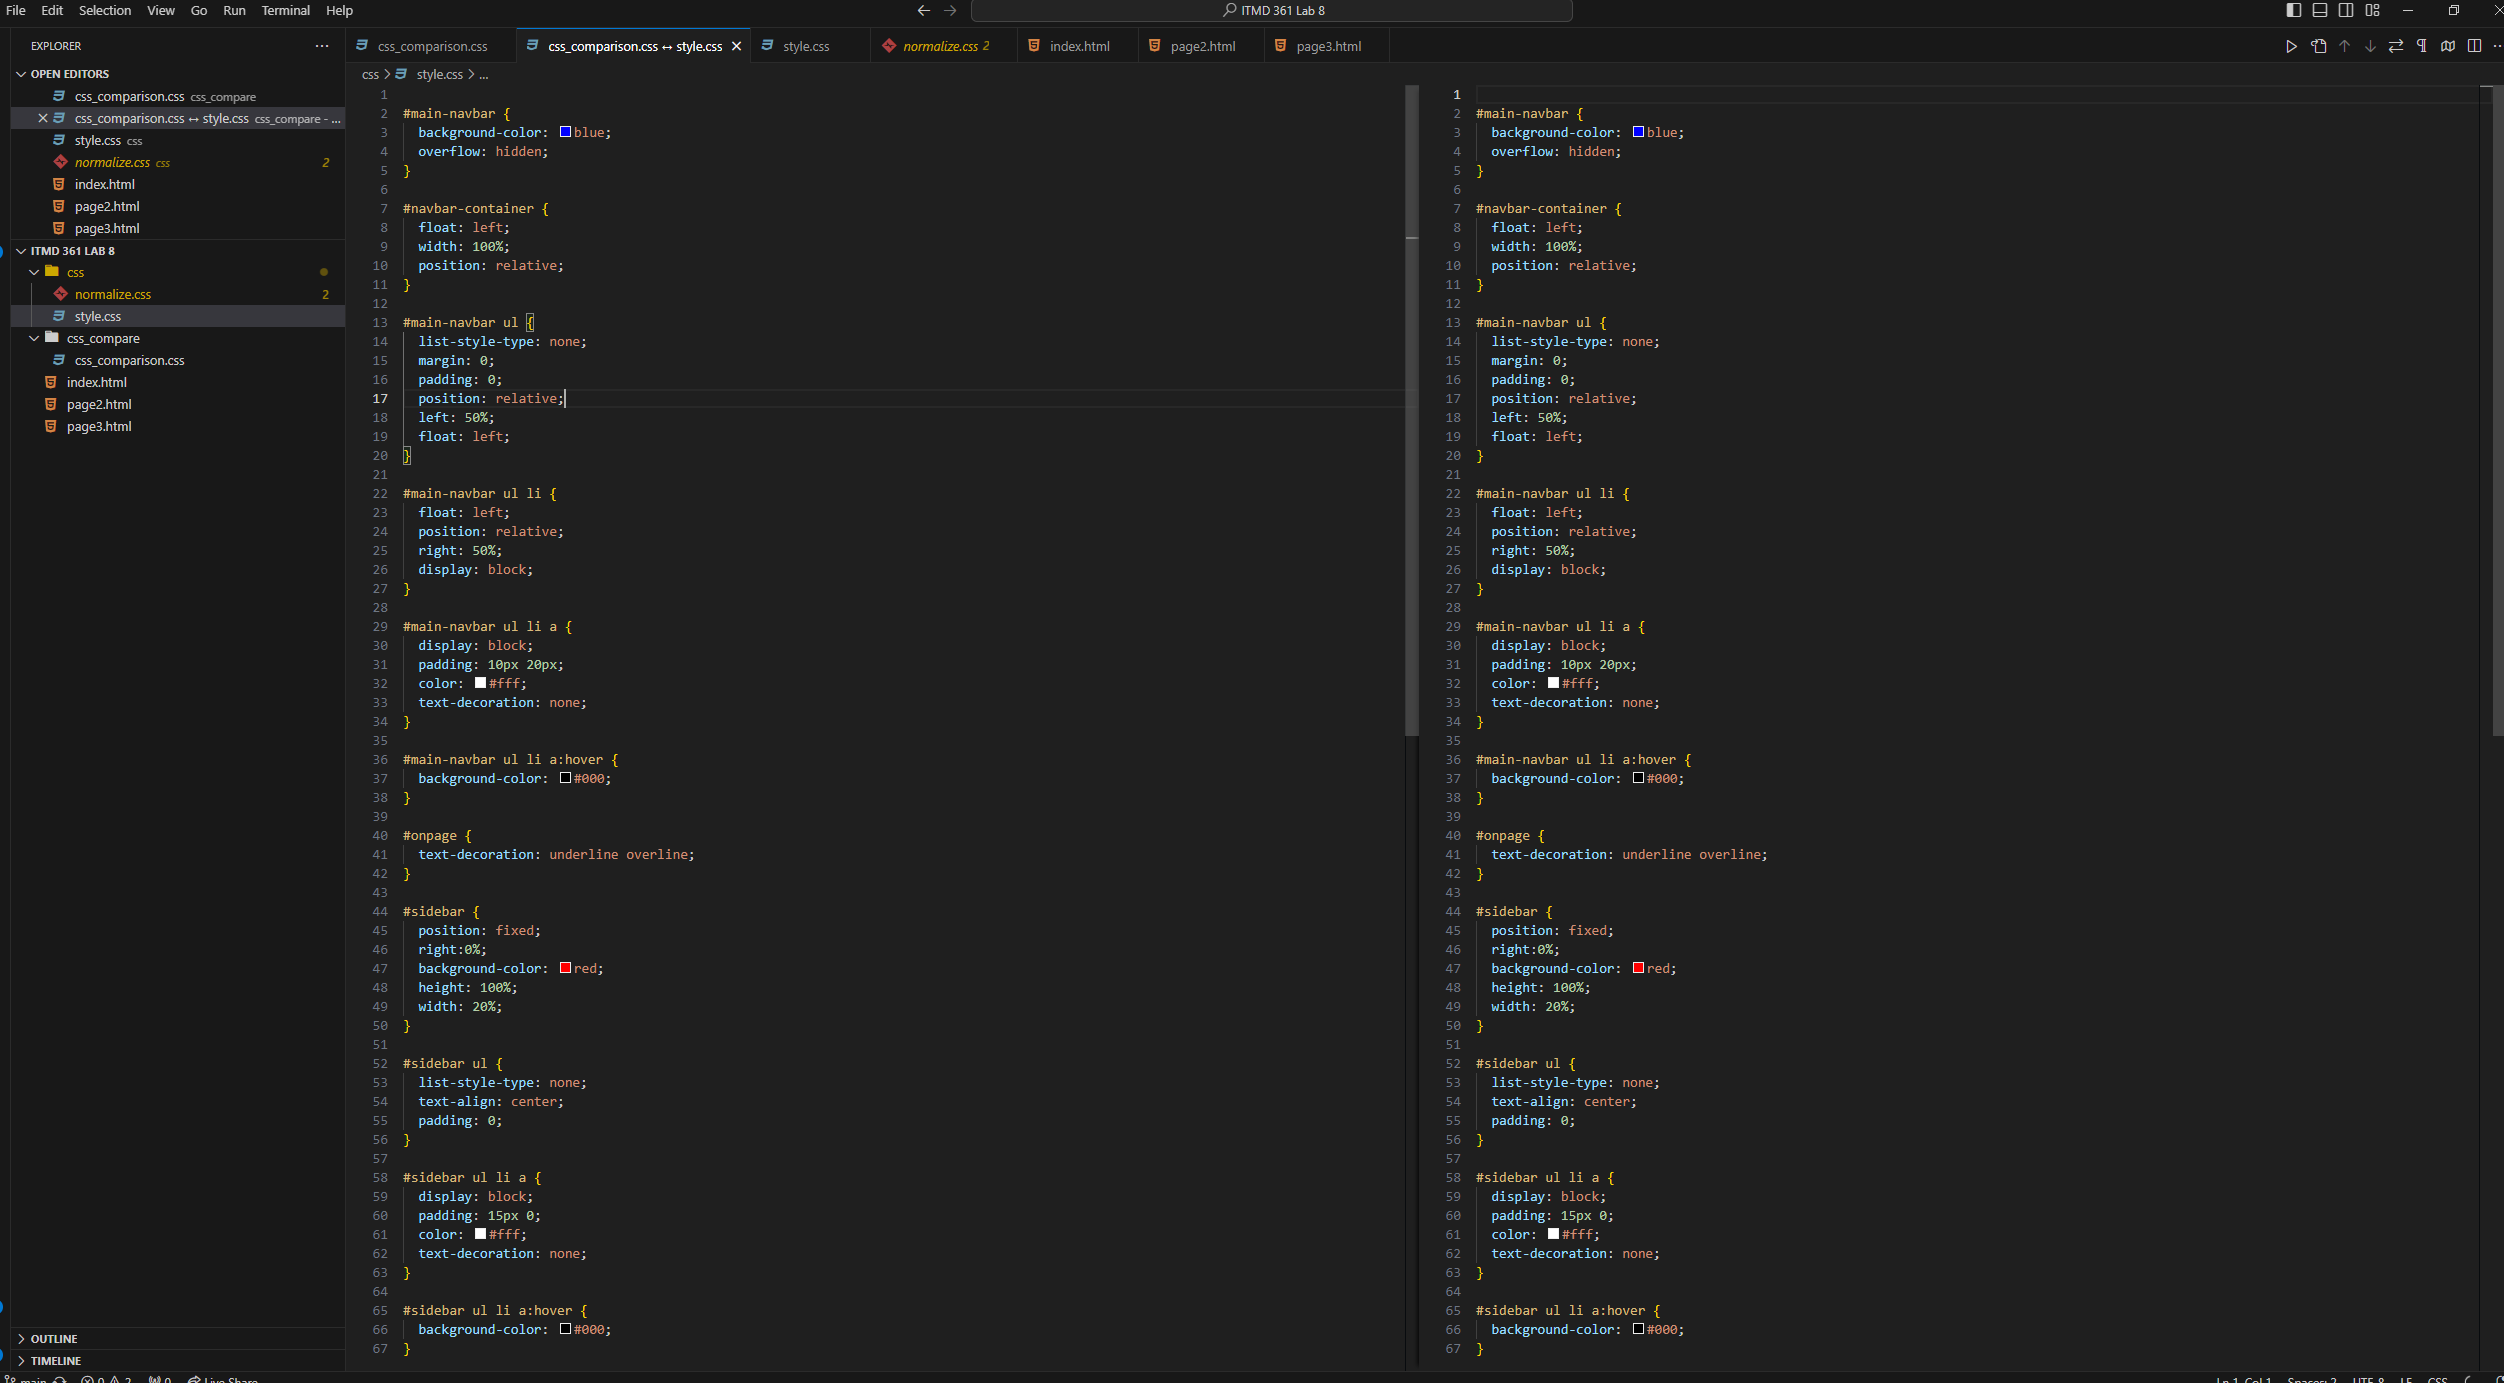 File Edit Selection View Go Run Terminal Help
ITMD 361 Lab 8
EXPLORER
OPEN EDITORS
css_comparison.css css_compare
css_comparison.css ↔ style.css css_compare - ...
style.css css
normalize.css css 2
index.html
page2.html
page3.html
ITMD 361 LAB 8
css
normalize.css 2
style.css
css_compare
css_comparison.css
index.html
page2.html
page3.html
OUTLINE
TIMELINE
css_comparison.css
css_comparison.css ↔ style.css
style.css
normalize.css 2
index.html
page2.html
page3.html
css > style.css > ...
1
2 #main-navbar {
3 background-color: blue;
4 overflow: hidden;
5 }
6
7 #navbar-container {
8 float: left;
9 width: 100%;
10 position: relative;
11 }
12
13 #main-navbar ul {
14 list-style-type: none;
15 margin: 0;
16 padding: 0;
17 position: relative;
18 left: 50%;
19 float: left;
20 }
21
22 #main-navbar ul li {
23 float: left;
24 position: relative;
25 right: 50%;
26 display: block;
27 }
28
29 #main-navbar ul li a {
30 display: block;
31 padding: 10px 20px;
32 color: #fff;
33 text-decoration: none;
34 }
35
36 #main-navbar ul li a:hover {
37 background-color: #000;
38 }
39
40 #onpage {
41 text-decoration: underline overline;
42 }
43
44 #sidebar {
45 position: fixed;
46 right:0%;
47 background-color: red;
48 height: 100%;
49 width: 20%;
50 }
51
52 #sidebar ul {
53 list-style-type: none;
54 text-align: center;
55 padding: 0;
56 }
57
58 #sidebar ul li a {
59 display: block;
60 padding: 15px 0;
61 color: #fff;
62 text-decoration: none;
63 }
64
65 #sidebar ul li a:hover {
66 background-color: #000;
67 }
1
2 #main-navbar {
3 background-color: blue;
4 overflow: hidden;
5 }
6
7 #navbar-container {
8 float: left;
9 width: 100%;
10 position: relative;
11 }
12
13 #main-navbar ul {
14 list-style-type: none;
15 margin: 0;
16 padding: 0;
17 position: relative;
18 left: 50%;
19 float: left;
20 }
21
22 #main-navbar ul li {
23 float: left;
24 position: relative;
25 right: 50%;
26 display: block;
27 }
28
29 #main-navbar ul li a {
30 display: block;
31 padding: 10px 20px;
32 color: #fff;
33 text-decoration: none;
34 }
35
36 #main-navbar ul li a:hover {
37 background-color: #000;
38 }
39
40 #onpage {
41 text-decoration: underline overline;
42 }
43
44 #sidebar {
45 position: fixed;
46 right:0%;
47 background-color: red;
48 height: 100%;
49 width: 20%;
50 }
51
52 #sidebar ul {
53 list-style-type: none;
54 text-align: center;
55 padding: 0;
56 }
57
58 #sidebar ul li a {
59 display: block;
60 padding: 15px 0;
61 color: #fff;
62 text-decoration: none;
63 }
64
65 #sidebar ul li a:hover {
66 background-color: #000;
67 }
main 0 2 0 Live Share Ln 1, Col 1 Spaces: 2 UTF-8 LF CSS